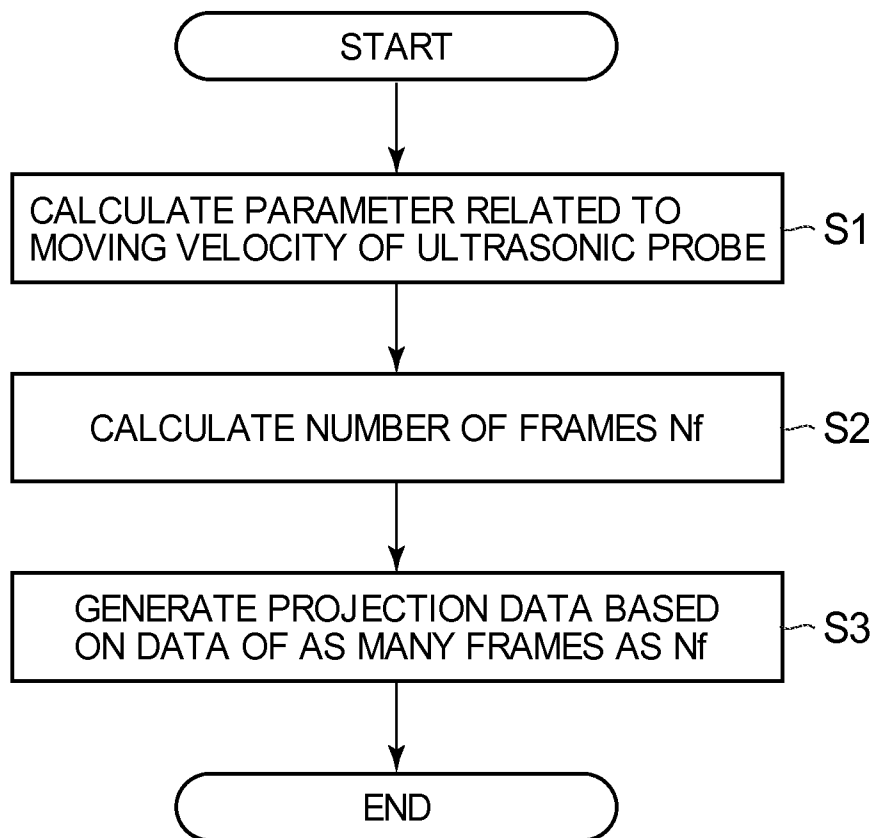 START
CALCULATE PARAMETER RELATED TO
MOVING VELOCITY OF ULTRASONIC PROBE
S1
CALCULATE NUMBER OF FRAMES Nf
S2
GENERATE PROJECTION DATA BASED
ON DATA OF AS MANY FRAMES AS Nf
S3
END